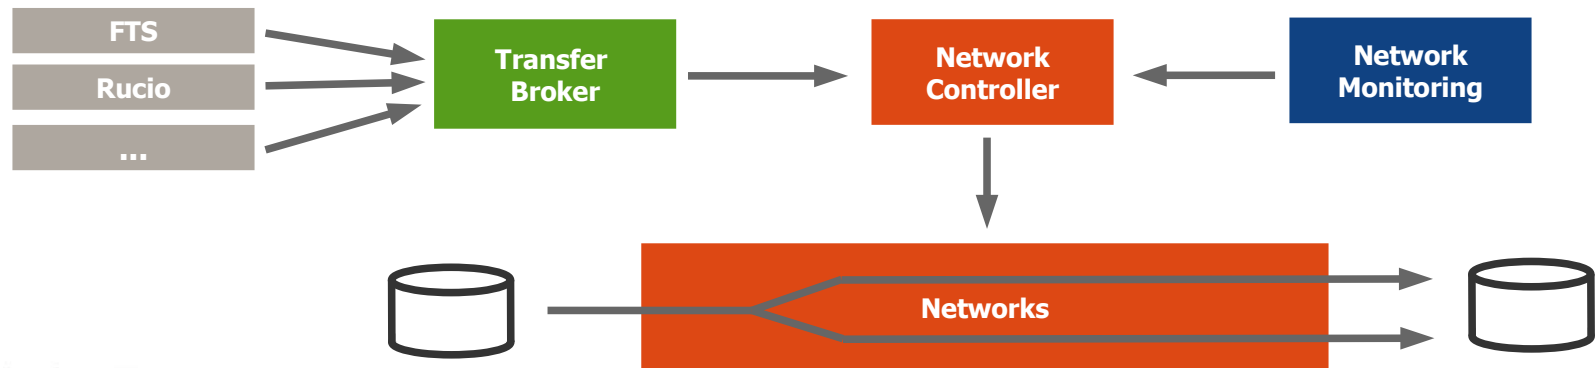 FTS
Rucio
...
Transfer
Broker
Network
Controller
Network
Monitoring
Networks